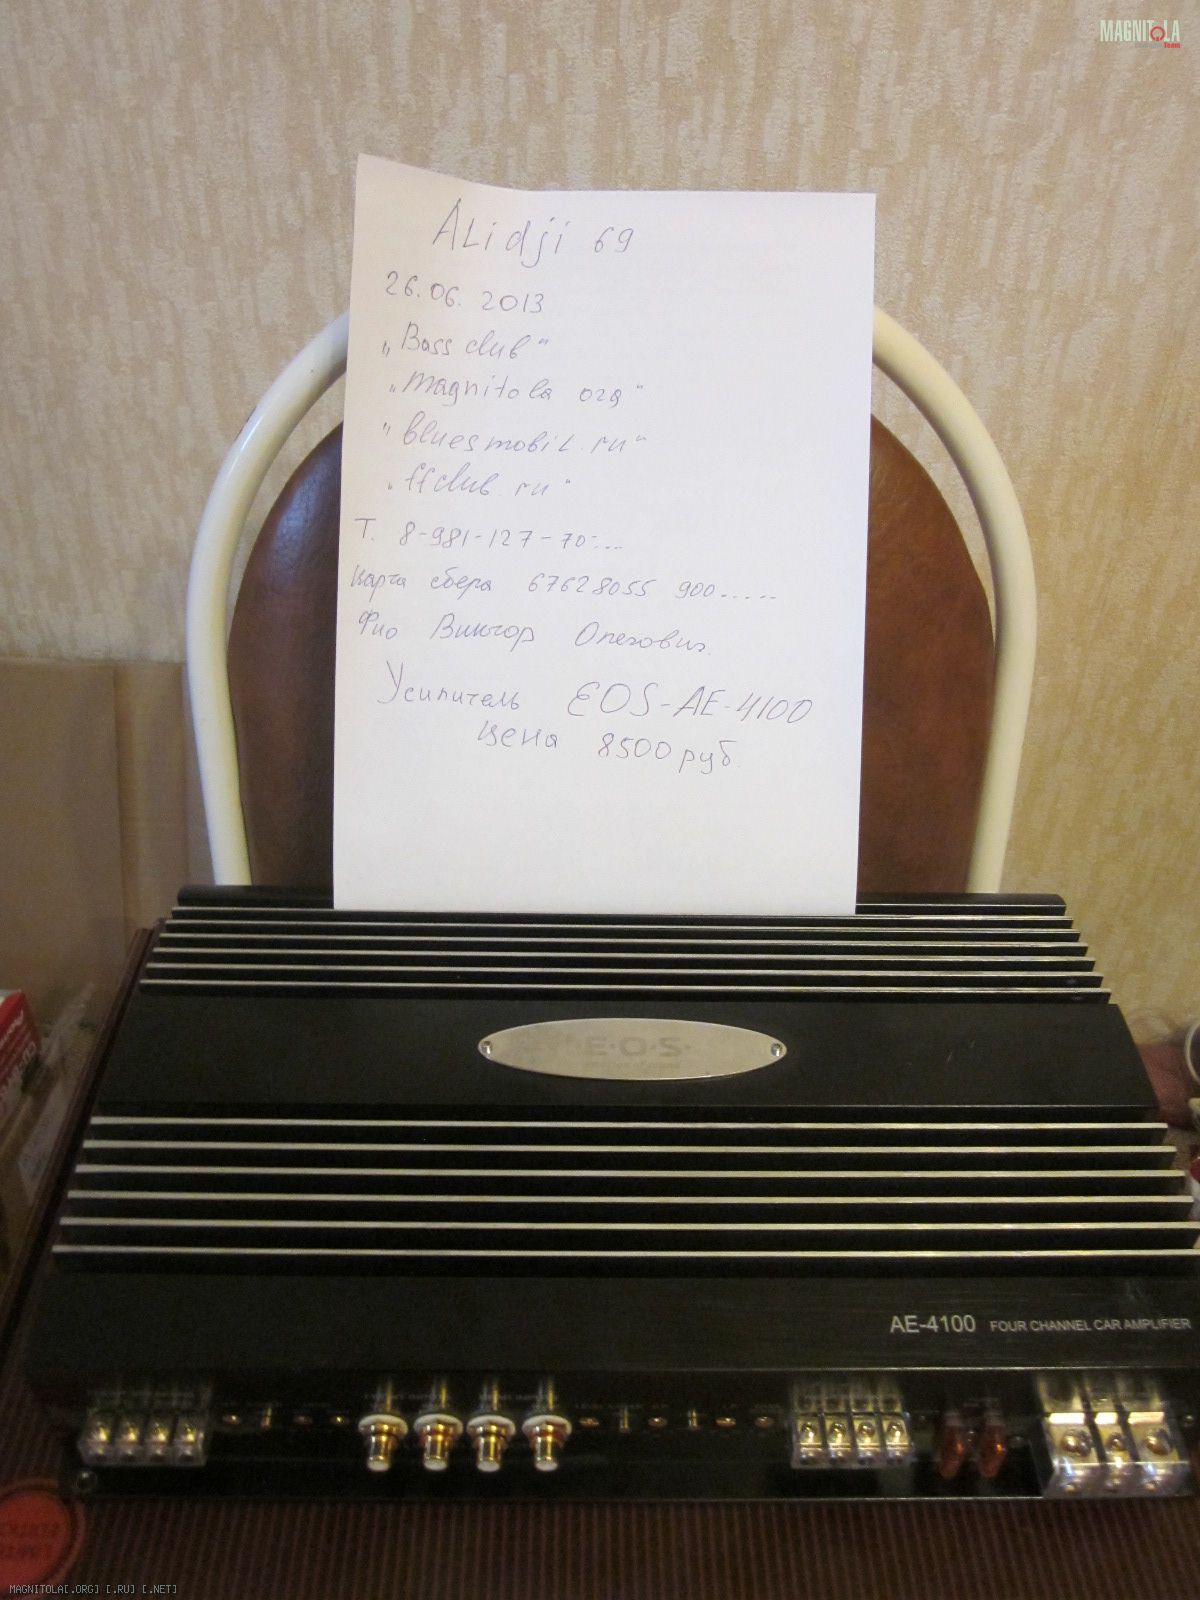 MAGNITOLA
Team
ALidji 69
26.06. 2013
„Bass club“
„magnitola org“
„bluesmobil.ru“
„ffclub.ru“
Т. 8-981-127-70-...
Карта сбера 67628055 900.....
Фио Виктор Олегович.
Усилитель EOS-AE-4100
Цена 8500 руб.
E·O·S·
AE-4100 FOUR CHANNEL CAR AMPLIFIER
MAGNITOLA[.ORG] [.RU] [.NET]